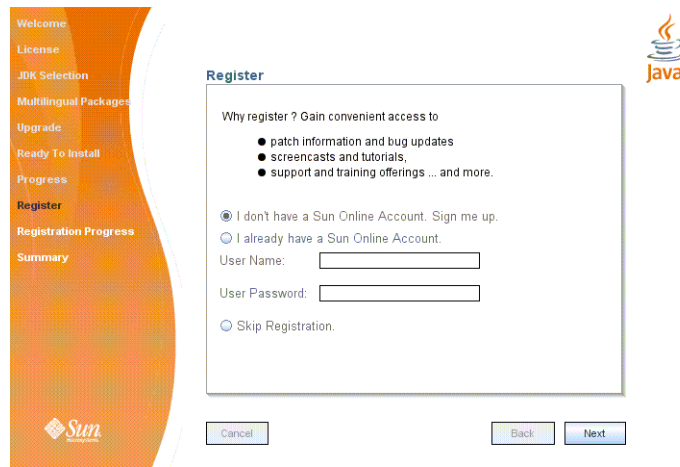 Welcome
License
JDK Selection
Multilingual Packages
Upgrade
Ready To Install
Progress
Register
Registration Progress
Summary
Sun
microsystems
Java
Register
Why register ? Gain convenient access to
● patch information and bug updates
● screencasts and tutorials,
● support and training offerings ... and more.
I don't have a Sun Online Account. Sign me up.
I already have a Sun Online Account.
User Name:
User Password:
Skip Registration.
Cancel
Back
Next